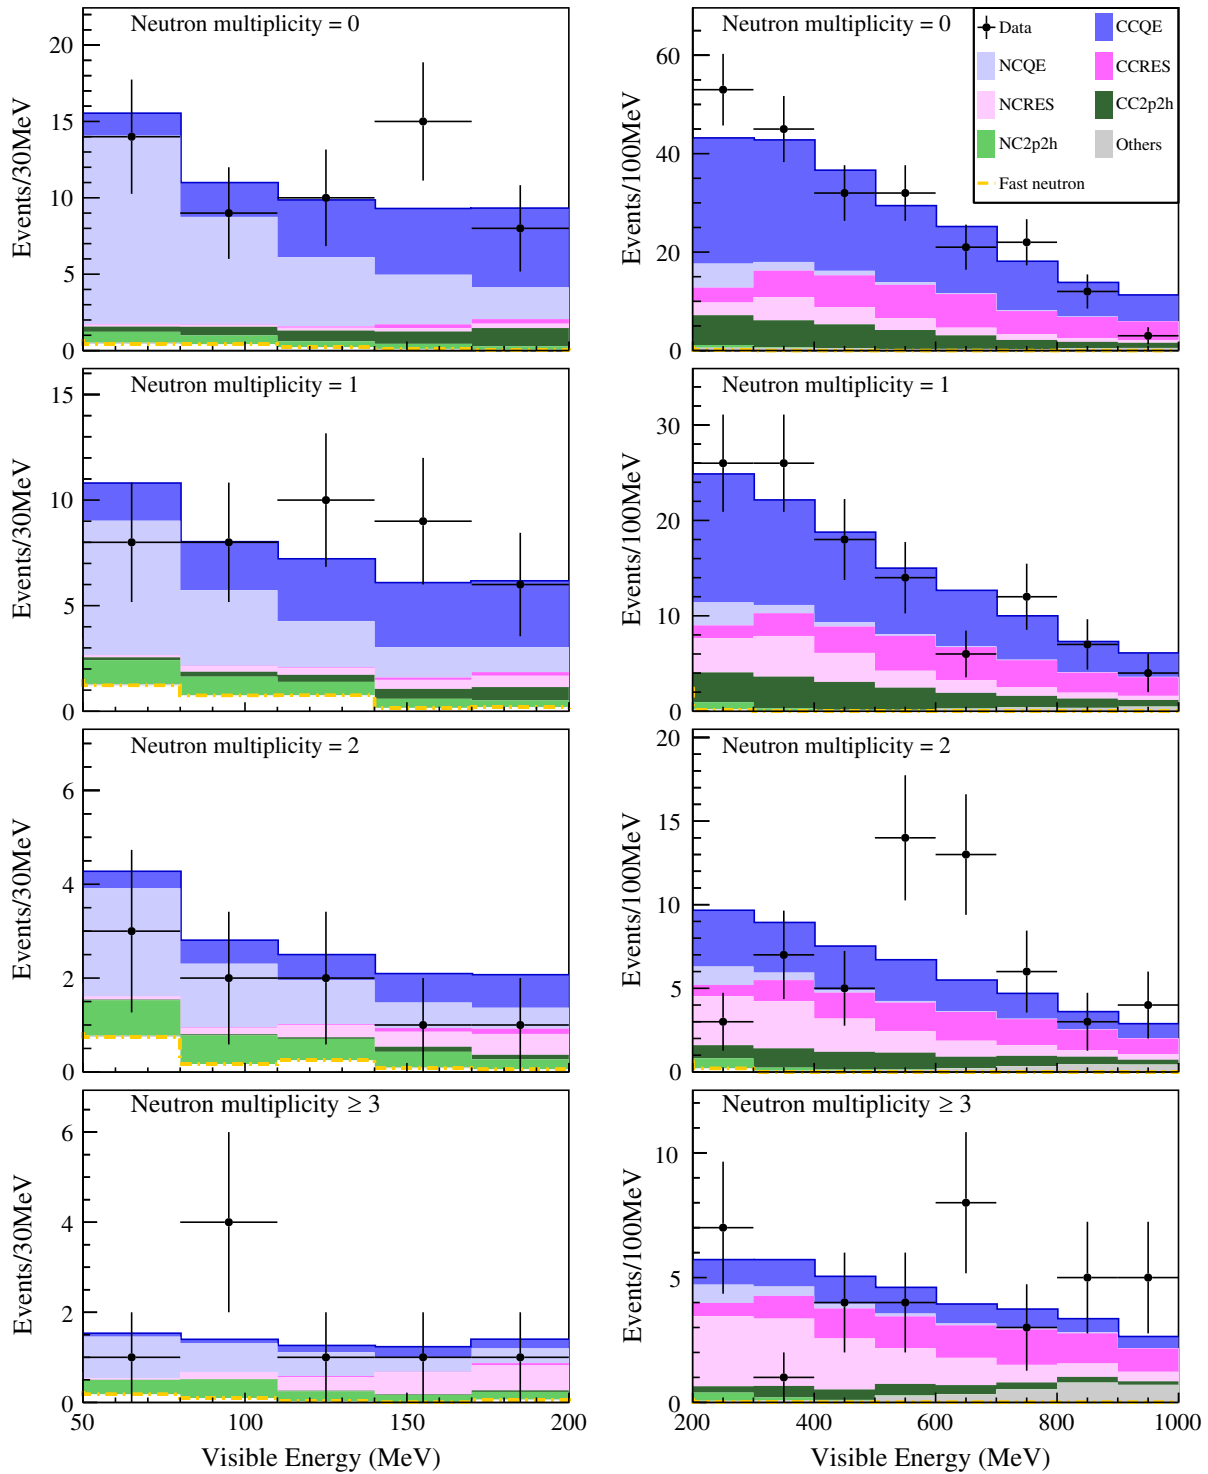 Neutron multiplicity = 0
20
15
10
5
0
Events/30MeV
Neutron multiplicity = 0
60
40
20
0
Events/100MeV
Data
CCQE
NCQE
CCRES
NCRES
CC2p2h
NC2p2h
Others
Fast neutron
Neutron multiplicity = 1
15
10
5
0
Events/30MeV
Neutron multiplicity = 1
30
20
10
0
Events/100MeV
Neutron multiplicity = 2
6
4
2
0
Events/30MeV
Neutron multiplicity = 2
20
15
10
5
0
Events/100MeV
Neutron multiplicity ≥ 3
6
4
2
0
Events/30MeV
50 100 150 200
Visible Energy (MeV)
Neutron multiplicity ≥ 3
10
5
0
Events/100MeV
200 400 600 800 1000
Visible Energy (MeV)